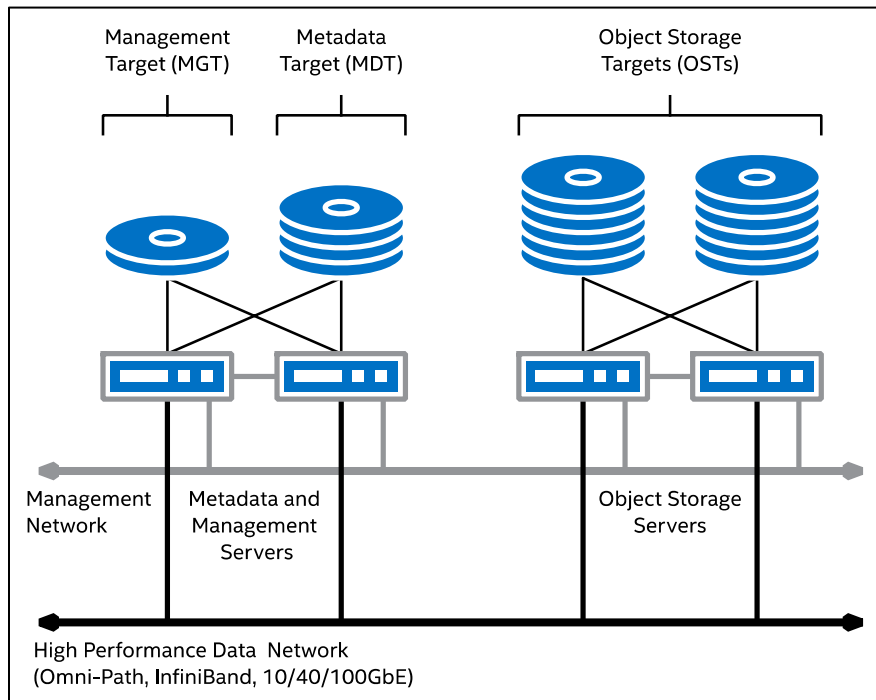 Management
Target (MGT)
Metadata
Target (MDT)
Object Storage
Targets (OSTs)
Management
Network
Metadata and
Management
Servers
Object Storage
Servers
High Performance Data Network
(Omni-Path, InfiniBand, 10/40/100GbE)